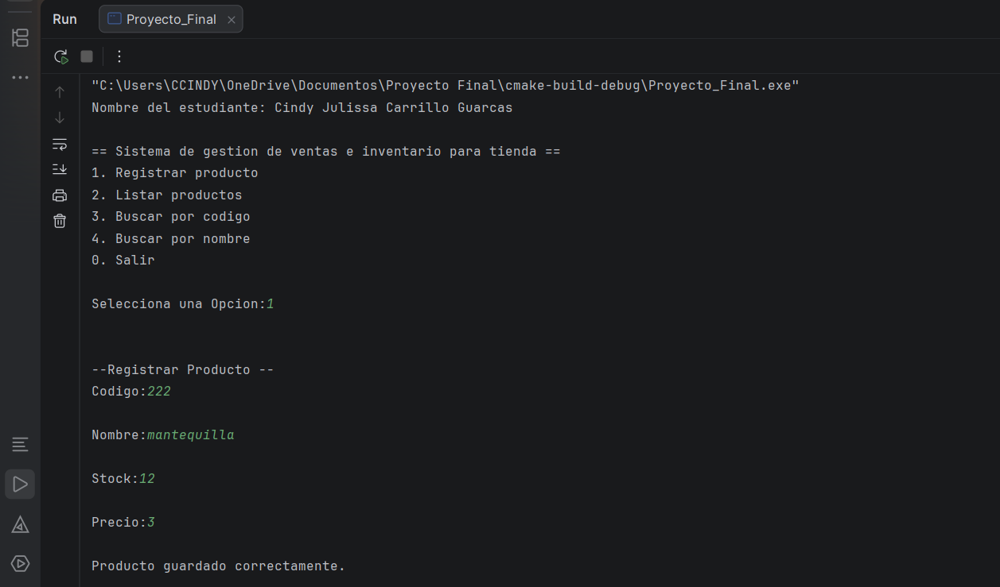 Run
Proyecto_Final
"C:\Users\CCINDY\OneDrive\Documentos\Proyecto Final\cmake-build-debug\Proyecto_Final.exe"
Nombre del estudiante: Cindy Julissa Carrillo Guarcas
== Sistema de gestion de ventas e inventario para tienda ==
1. Registrar producto
2. Listar productos
3. Buscar por codigo
4. Buscar por nombre
0. Salir
Selecciona una Opcion:1
--Registrar Producto --
Codigo:222
Nombre:mantequilla
Stock:12
Precio:3
Producto guardado correctamente.